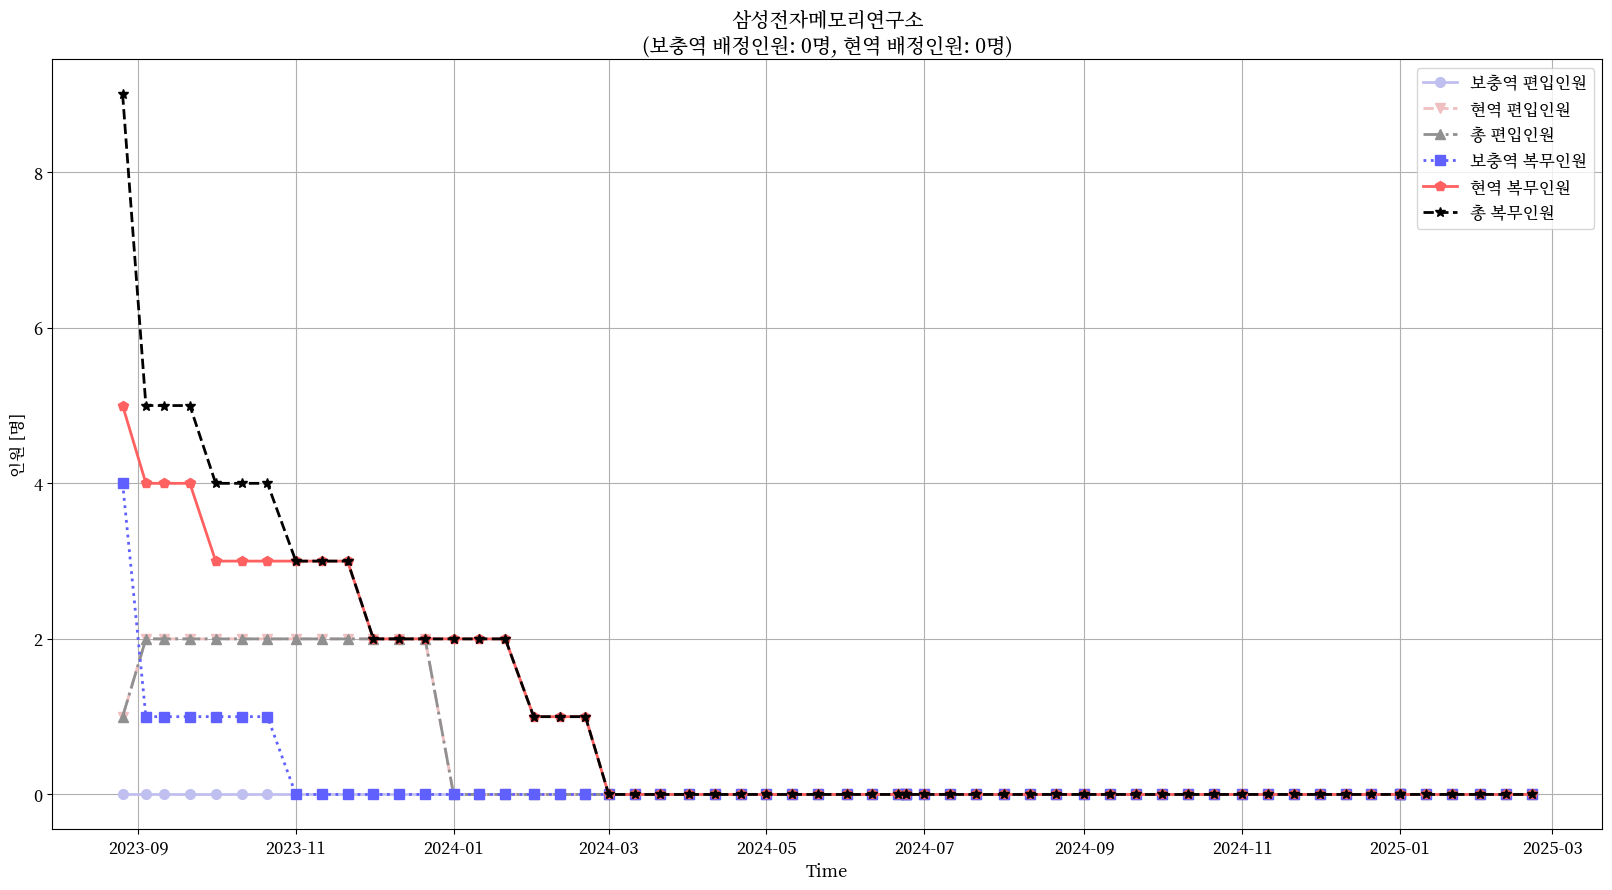 삼성전자메모리연구소
(보충역 배정인원: 0명, 현역 배정인원: 0명)
보충역 편입인원
현역 편입인원
총 편입인원
보충역 복무인원
현역 복무인원
총 복무인원
인원 [명]
8
6
4
2
0
2023-09 2023-11 2024-01 2024-03 2024-05 2024-07 2024-09 2024-11 2025-01 2025-03
Time